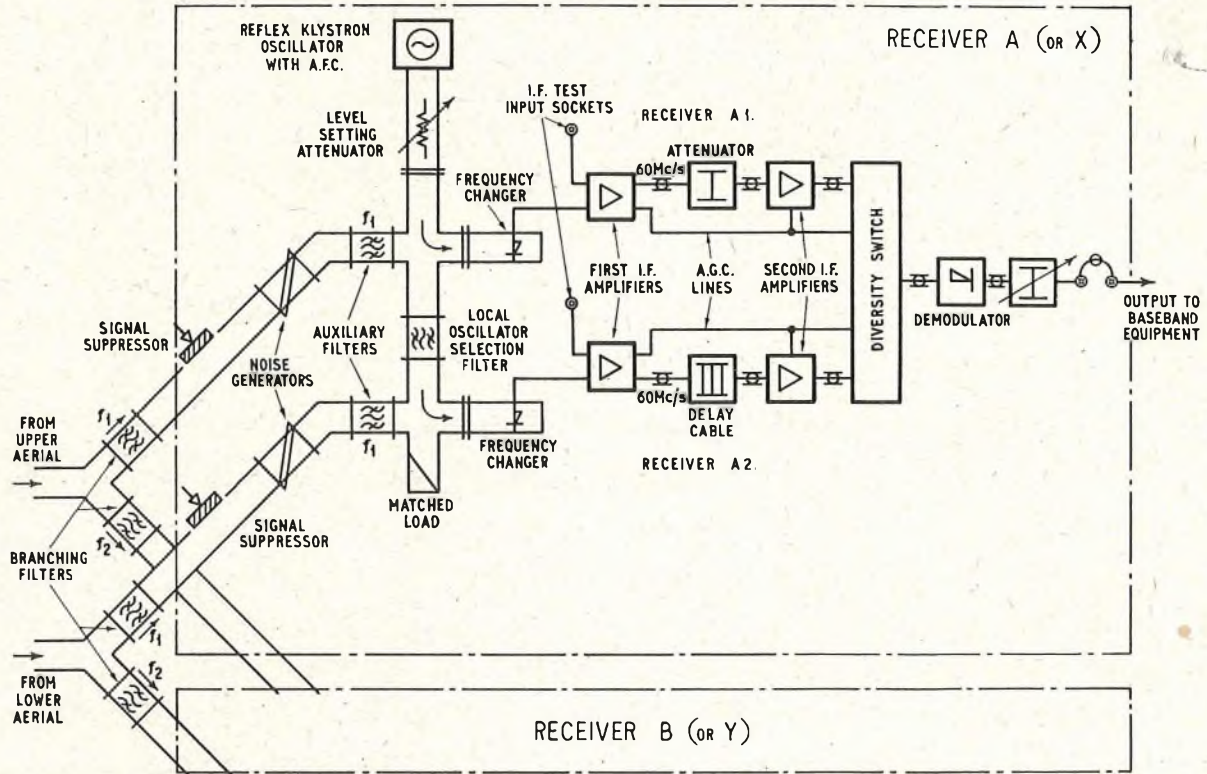 REFLEX KLYSTRON
OSCILLATOR
WITH A.F.C.
RECEIVER A (OR X)
I.F. TEST
INPUT SOCKETS
LEVEL
SETTING
ATTENUATOR
RECEIVER A1.
ATTENUATOR
60Mc/s
FREQUENCY
CHANGER
f1
FIRST I.F.
AMPLIFIERS
A.G.C.
LINES
SECOND I.F.
AMPLIFIERS
DIVERSITY SWITCH
DEMODULATOR
OUTPUT TO
BASEBAND
EQUIPMENT
SIGNAL
SUPPRESSOR
NOISE
GENERATORS
AUXILIARY
FILTERS
LOCAL
OSCILLATOR
SELECTION
FILTER
60Mc/s
DELAY
CABLE
f1
FREQUENCY
CHANGER
RECEIVER A2.
MATCHED
LOAD
FROM
UPPER
AERIAL
f1
SIGNAL
SUPPRESSOR
f2
BRANCHING
FILTERS
f1
f2
FROM
LOWER
AERIAL
RECEIVER B (OR Y)